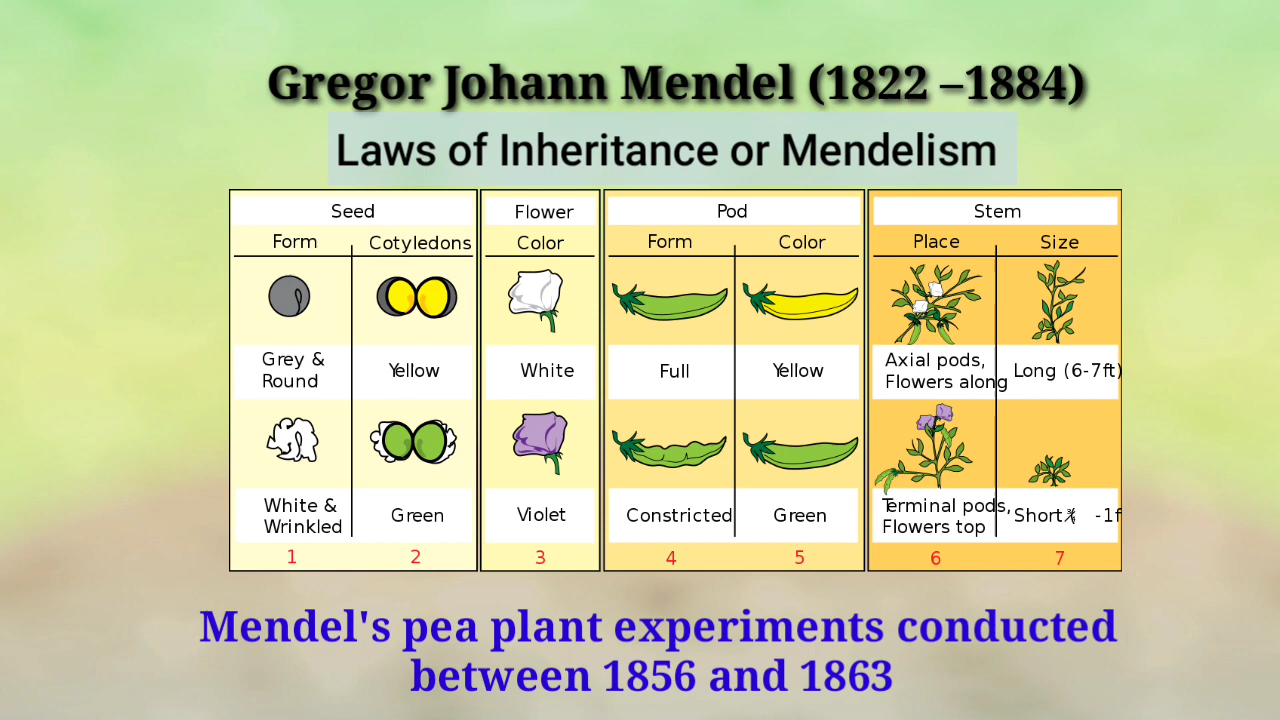 Gregor Johann Mendel (1822 –1884)
Laws of Inheritance or Mendelism
Seed Flower Pod Stem
Form Cotyledons Color Form Color Place Size
Grey & Round
Yellow
White
Full
Yellow
Axial pods,
Flowers along
Long (6-7ft)
White &
Wrinkled
Green
Violet
Constricted
Green
Terminal pods,
Flowers top
Short -1f
1 2 3 4 5 6 7
Mendel's pea plant experiments conducted
between 1856 and 1863